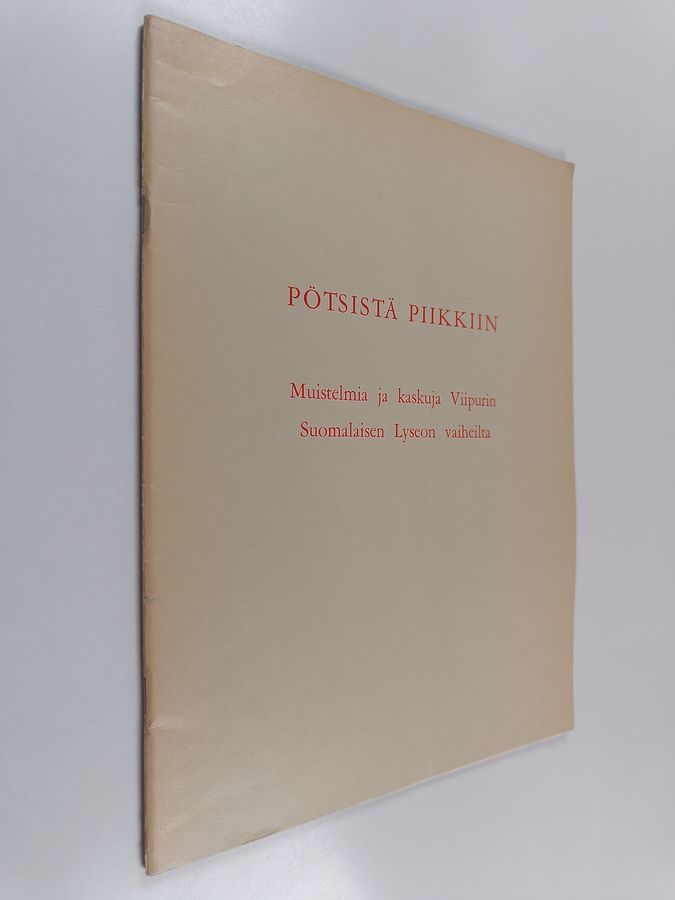 PÖTSISTÄ PIIKKIIN
Muistelmia ja kaskuja Viipurin
Suomalaisen Lyseon vaiheilta